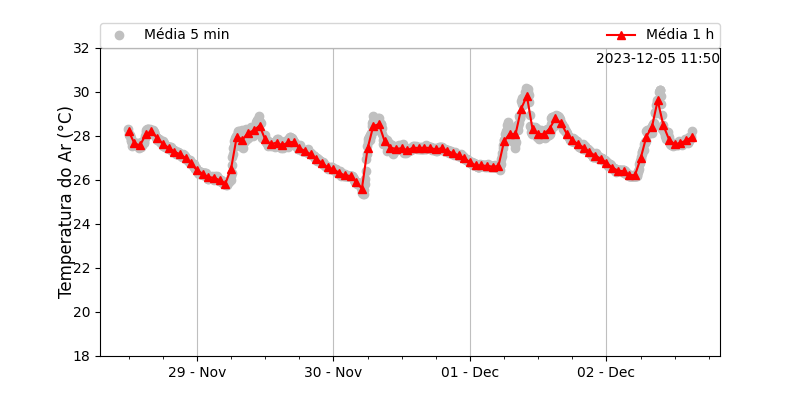 Média 5 min
Média 1 h
2023-12-05 11:50
Temperatura do Ar (°C)
32
30
28
26
24
22
20
18
29 - Nov
30 - Nov
01 - Dec
02 - Dec